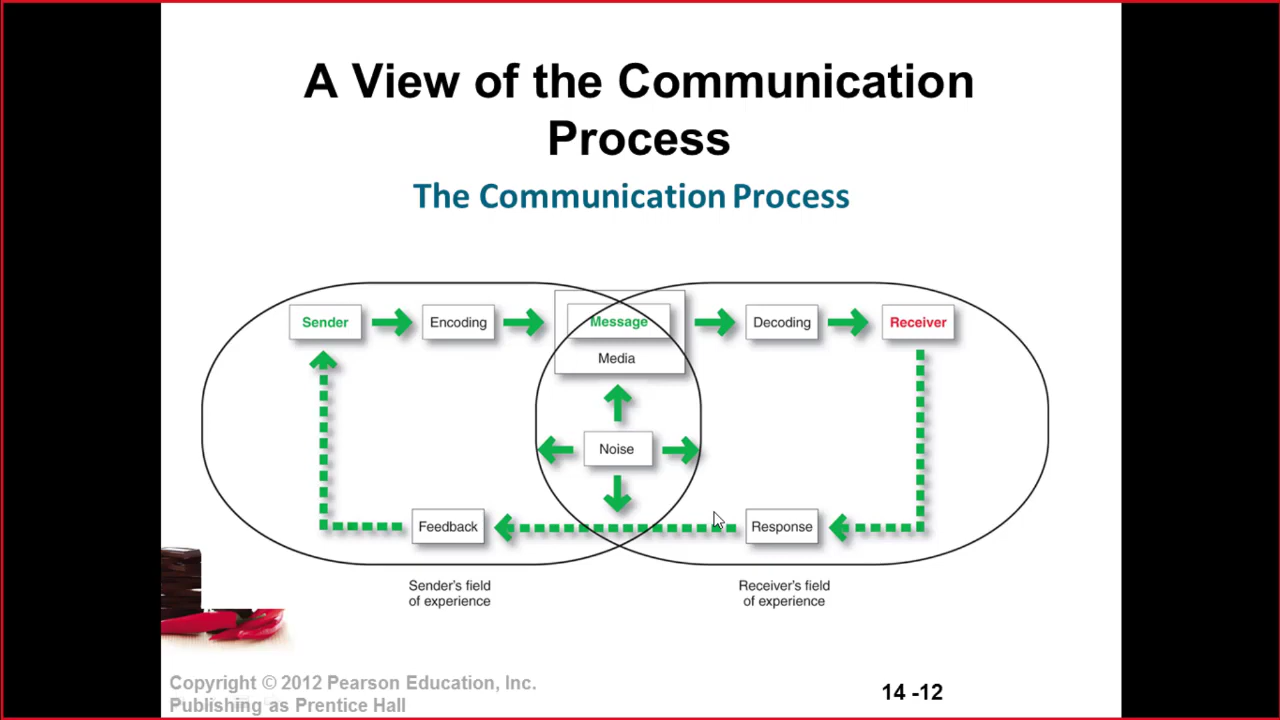 A View of the Communication
Process
The Communication Process
Sender
Encoding
Message
Media
Decoding
Receiver
Noise
Feedback
Response
Sender's field
of experience
Receiver's field
of experience
Copyright © 2012 Pearson Education, Inc.
Publishing as Prentice Hall
14 -12